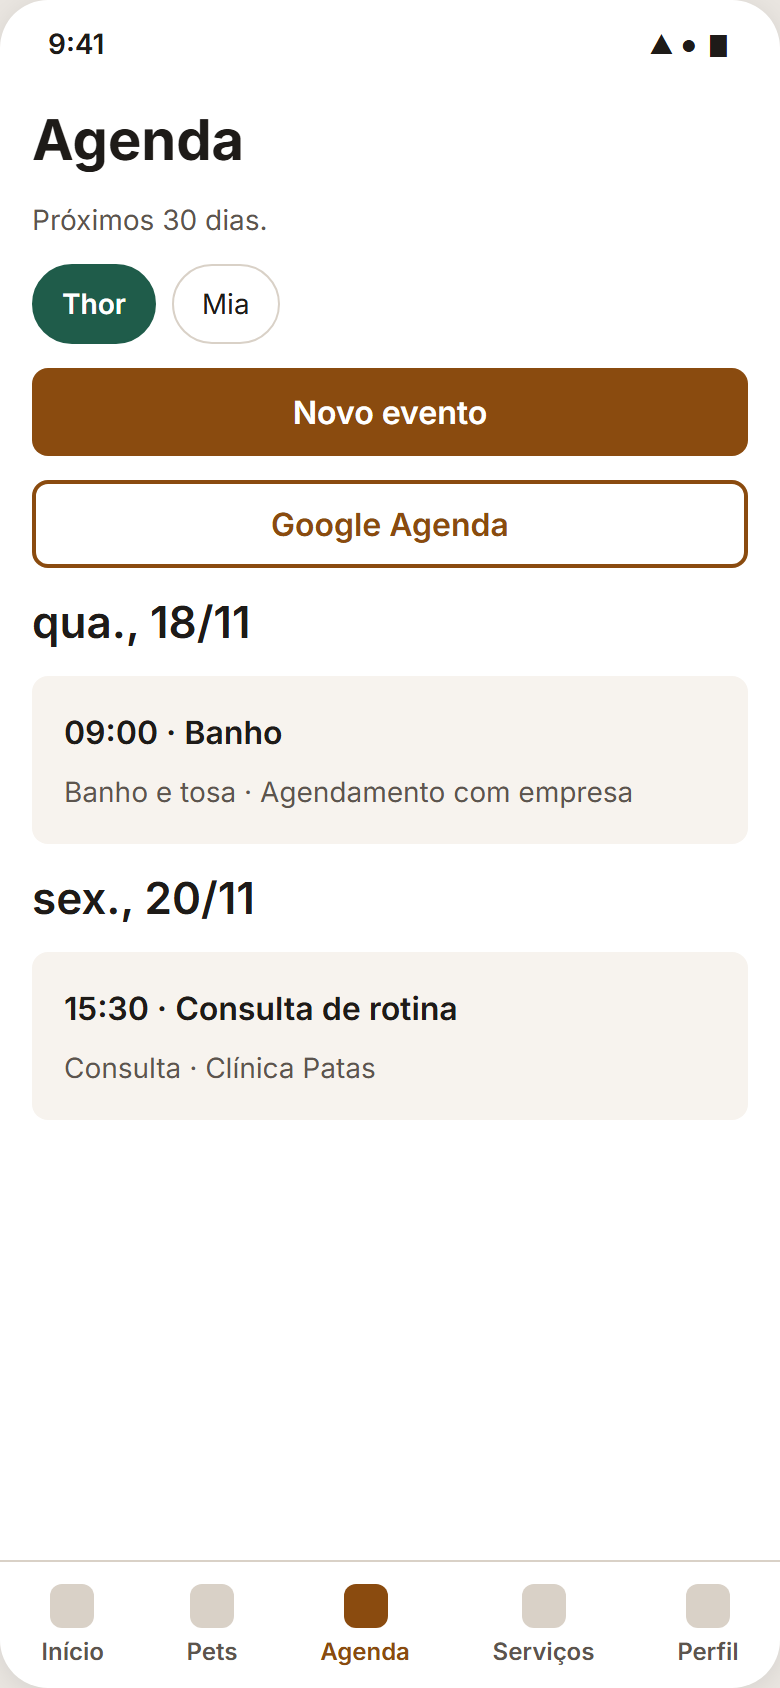 9:41
Agenda
Próximos 30 dias.
Thor Mia
Novo evento
Google Agenda
qua., 18/11
09:00 · Banho
Banho e tosa · Agendamento com empresa
sex., 20/11
15:30 · Consulta de rotina
Consulta · Clínica Patas
Início Pets Agenda Serviços Perfil